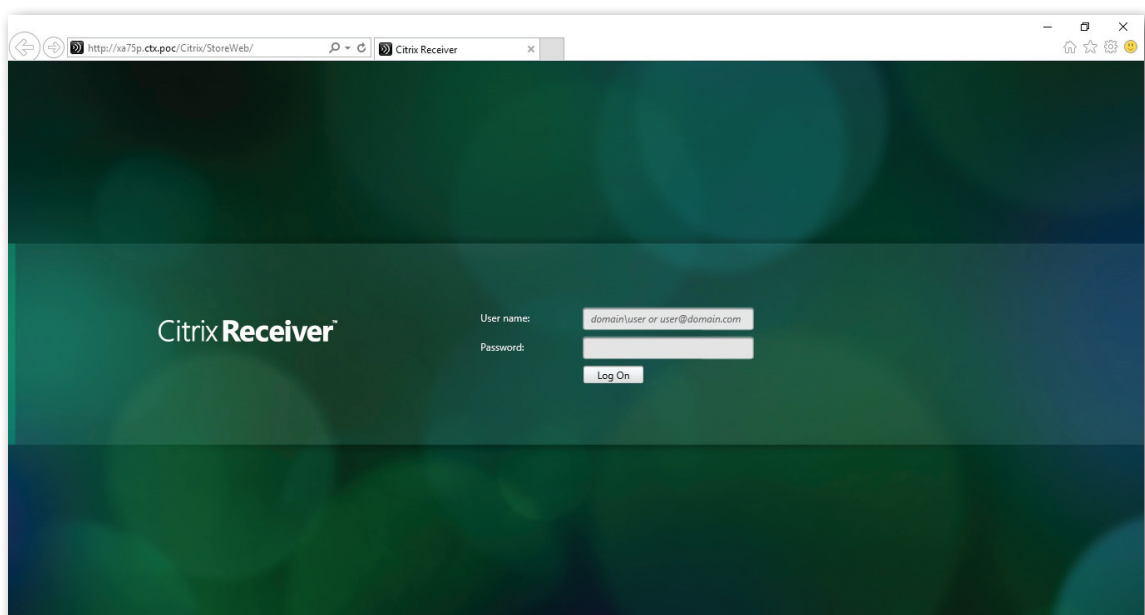 http://xa75p.ctx.poc/Citrix/StoreWeb/
Citrix Receiver
Citrix Receiver™
User name:
domain\user or user@domain.com
Password:
Log On